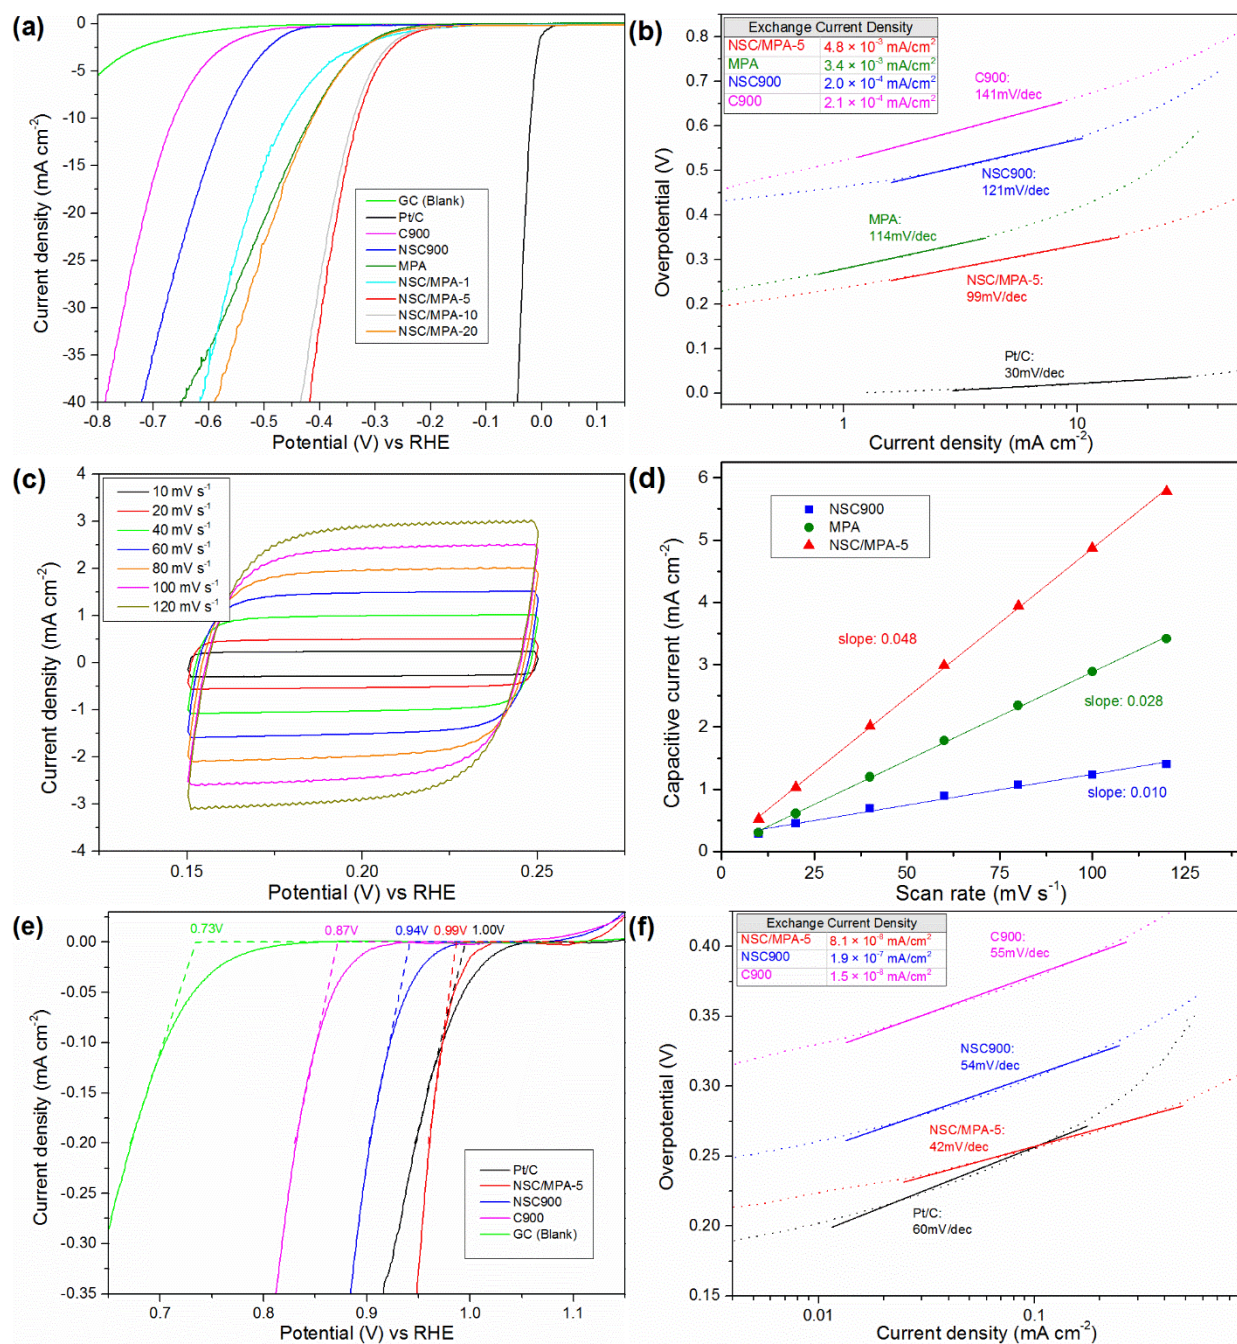 (a)
0
-5
-10
-15
-20
-25
-30
-35
-40
Current density (mA cm⁻²)
GC (Blank)
Pt/C
C900
NSC900
MPA
NSC/MPA-1
NSC/MPA-5
NSC/MPA-10
NSC/MPA-20
-0.8 -0.7 -0.6 -0.5 -0.4 -0.3 -0.2 -0.1 0.0 0.1
Potential (V) vs RHE
(b)
Exchange Current Density
NSC/MPA-5 4.8 × 10⁻³ mA/cm²
MPA 3.4 × 10⁻³ mA/cm²
NSC900 2.0 × 10⁻⁴ mA/cm²
C900 2.1 × 10⁻⁴ mA/cm²
0.8
0.7
0.6
0.5
0.4
0.3
0.2
0.1
0.0
Overpotential (V)
C900:
141mV/dec
NSC900:
121mV/dec
MPA:
114mV/dec
NSC/MPA-5:
99mV/dec
Pt/C:
30mV/dec
1 10
Current density (mA cm⁻²)
(c)
4
3
2
1
0
-1
-2
-3
-4
Current density (mA cm⁻²)
10 mV s⁻¹
20 mV s⁻¹
40 mV s⁻¹
60 mV s⁻¹
80 mV s⁻¹
100 mV s⁻¹
120 mV s⁻¹
0.15 0.20 0.25
Potential (V) vs RHE
(d)
6
5
4
3
2
1
0
Capacitive current (mA cm⁻²)
NSC900
MPA
NSC/MPA-5
slope: 0.048
slope: 0.028
slope: 0.010
0 25 50 75 100 125
Scan rate (mV s⁻¹)
(e)
0.00
-0.05
-0.10
-0.15
-0.20
-0.25
-0.30
-0.35
Current density (mA cm⁻²)
0.73V 0.87V 0.94V 0.99V 1.00V
Pt/C
NSC/MPA-5
NSC900
C900
GC (Blank)
0.7 0.8 0.9 1.0 1.1
Potential (V) vs RHE
(f)
Exchange Current Density
NSC/MPA-5
NSC900 1.9 × 10⁻⁷ mA/cm²
C900
0.40
0.35
0.30
0.25
0.20
0.15
Overpotential (V)
C900:
55mV/dec
NSC900:
54mV/dec
NSC/MPA-5:
42mV/dec
Pt/C:
60mV/dec
0.01 0.1
Current density (mA cm⁻²)